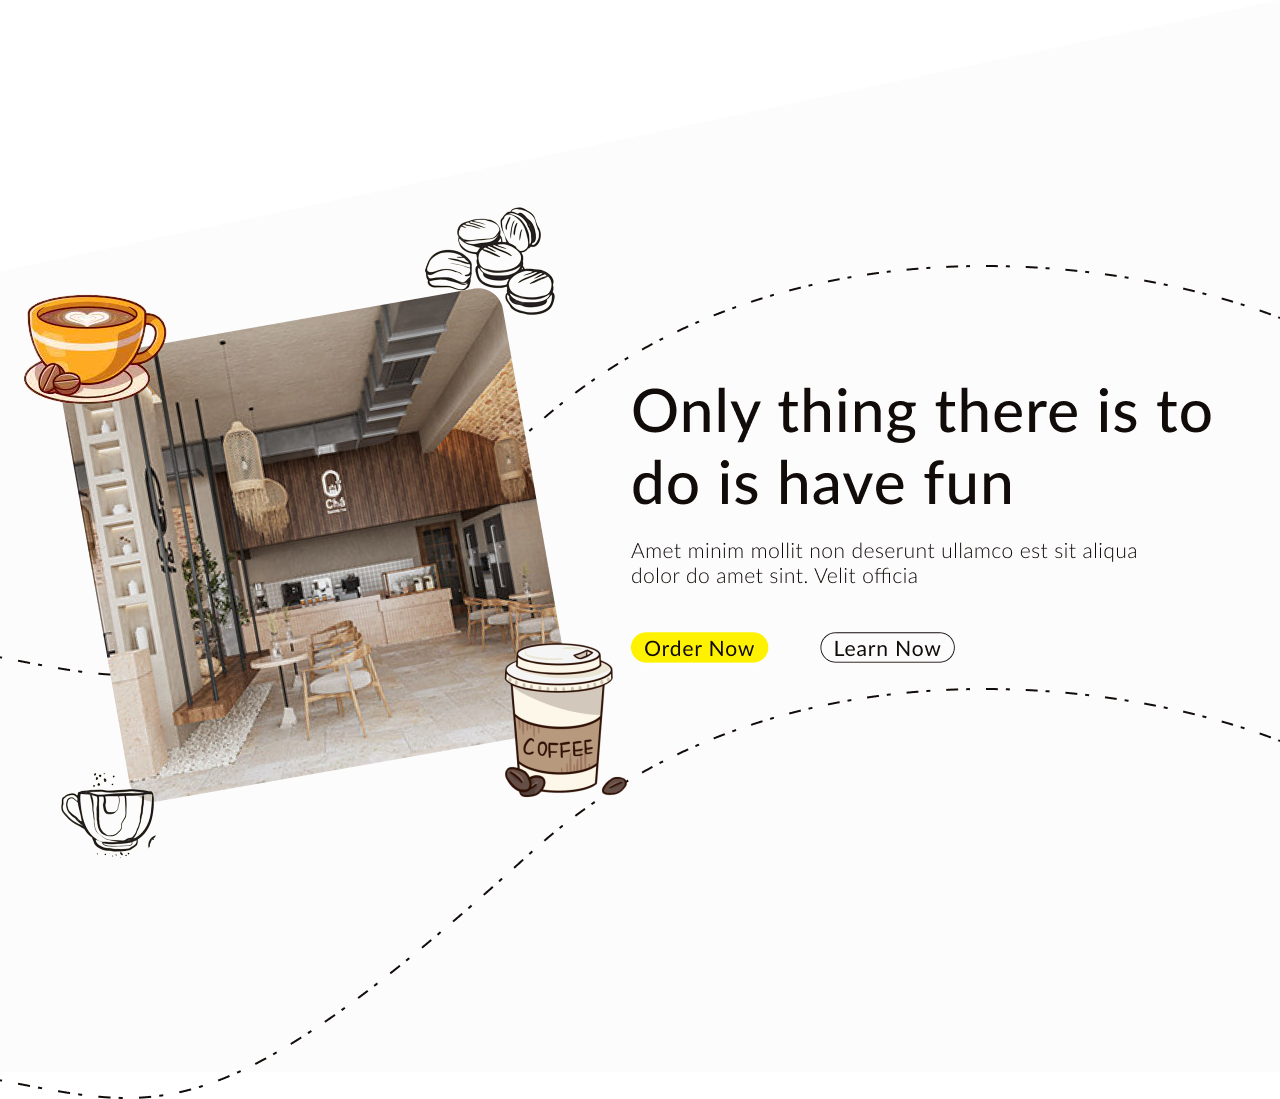 Only thing there is to
do is have fun
Amet minim mollit non deserunt ullamco est sit aliqua
dolor do amet sint. Velit officia
Order Now
Learn Now
Chá
COFFEE